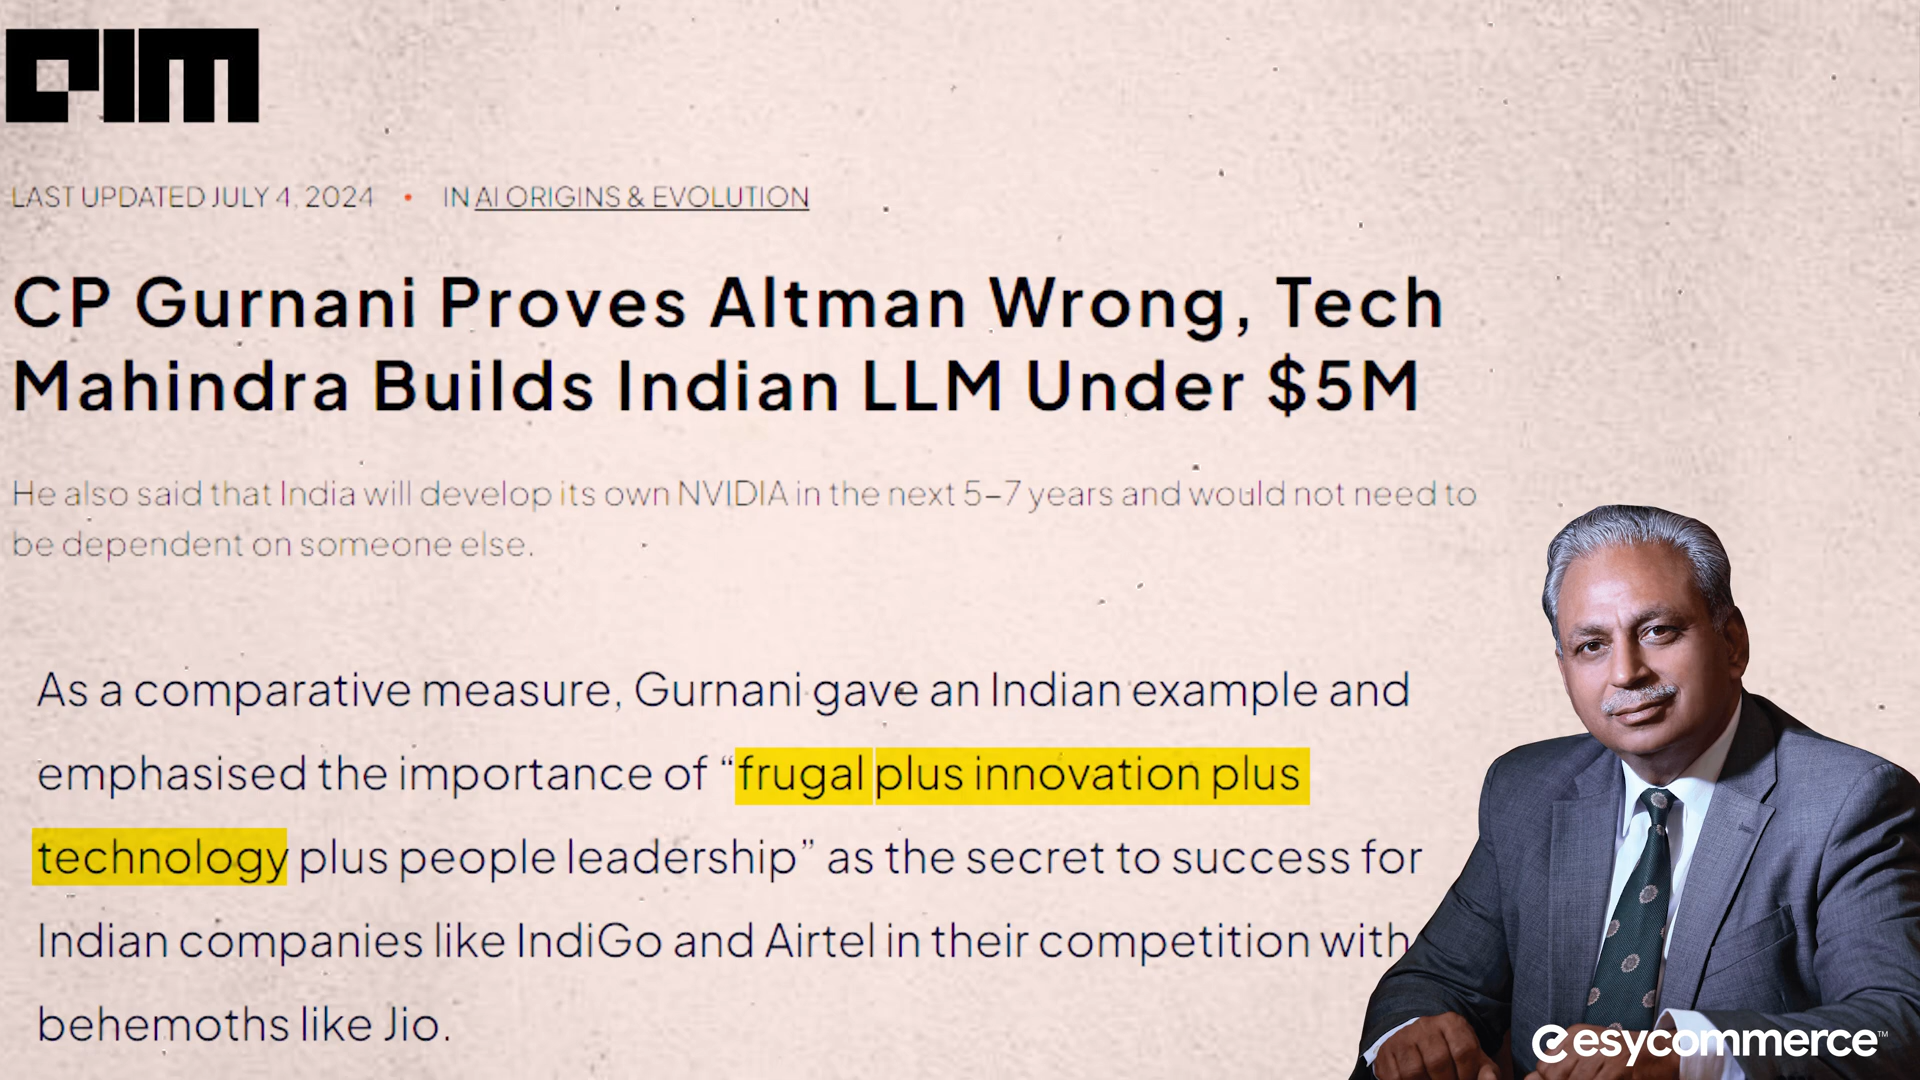 AIM
LAST UPDATED JULY 4, 2024 • IN AI ORIGINS & EVOLUTION
CP Gurnani Proves Altman Wrong, Tech
Mahindra Builds Indian LLM Under $5M
He also said that India will develop its own NVIDIA in the next 5–7 years and would not need to
be dependent on someone else.
As a comparative measure, Gurnani gave an Indian example and
emphasised the importance of “frugal plus innovation plus
technology plus people leadership” as the secret to success for
Indian companies like IndiGo and Airtel in their competition with
behemoths like Jio.
esycommerce™